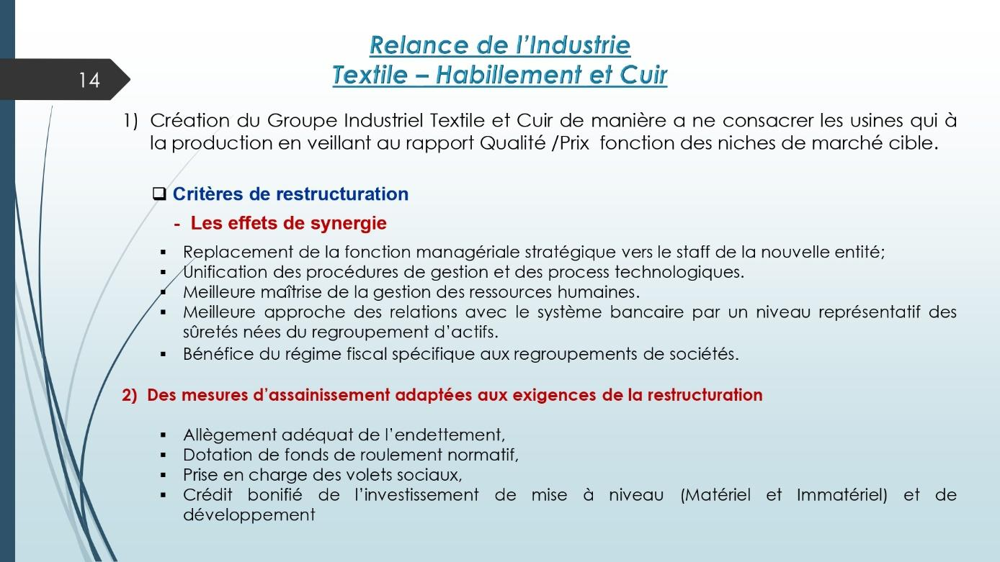 Relance de l’Industrie
Textile – Habillement et Cuir
14
1) Création du Groupe Industriel Textile et Cuir de manière a ne consacrer les usines qui à
la production en veillant au rapport Qualité /Prix fonction des niches de marché cible.
❑ Critères de restructuration
- Les effets de synergie
▪ Replacement de la fonction managériale stratégique vers le staff de la nouvelle entité;
▪ Unification des procédures de gestion et des process technologiques.
▪ Meilleure maîtrise de la gestion des ressources humaines.
▪ Meilleure approche des relations avec le système bancaire par un niveau représentatif des
sûretés nées du regroupement d’actifs.
▪ Bénéfice du régime fiscal spécifique aux regroupements de sociétés.
2) Des mesures d’assainissement adaptées aux exigences de la restructuration
▪ Allègement adéquat de l’endettement,
▪ Dotation de fonds de roulement normatif,
▪ Prise en charge des volets sociaux,
▪ Crédit bonifié de l’investissement de mise à niveau (Matériel et Immatériel) et de
développement